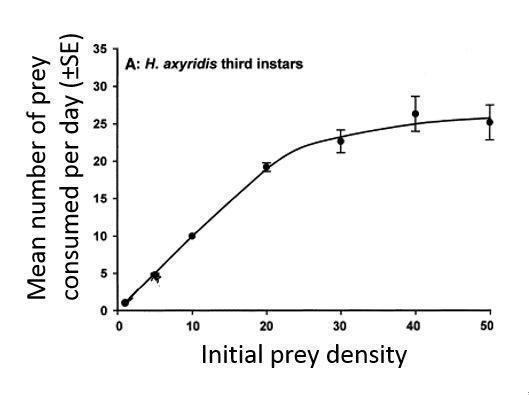 A: H. axyridis third instars
Mean number of prey
consumed per day (±SE)
35
30
25
20
15
10
5
0
0 10 20 30 40 50
Initial prey density